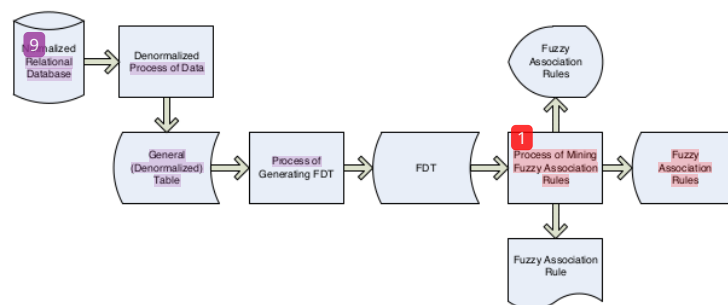 9
Relational
Database
Denormalized
Process of Data
Fuzzy
Association
Rules
General
(Denormalized)
Table
Process of
Generating FDT
FDT
1
Process of Mining
Fuzzy Association
Rules
Fuzzy
Association
Rules
Fuzzy Association
Rule